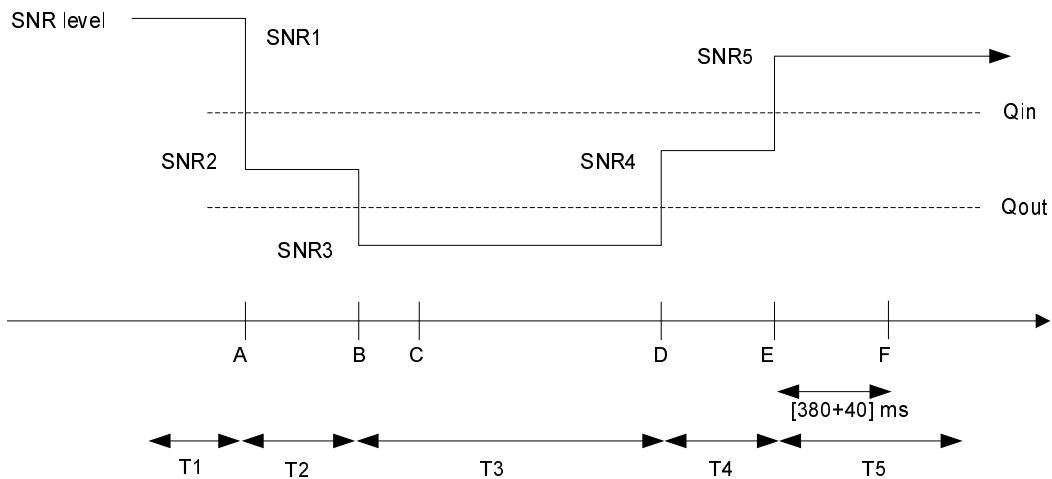 SNR level
SNR1
SNR5
Qin
SNR2
SNR4
Qout
SNR3
A
B
C
D
E
F
[380+40] ms
T1
T2
T3
T4
T5